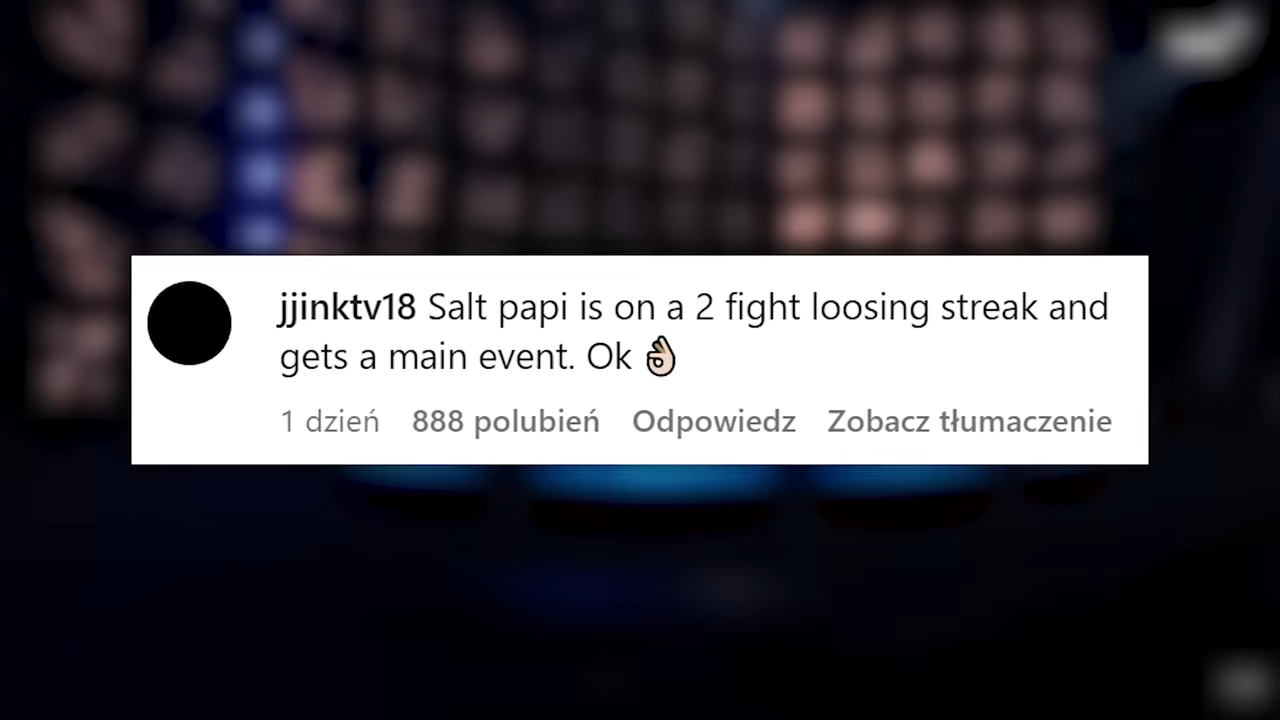 jjinktv18 Salt papi is on a 2 fight loosing streak and
gets a main event. Ok 👌🏻
1 dzień 888 polubień Odpowiedz Zobacz tłumaczenie